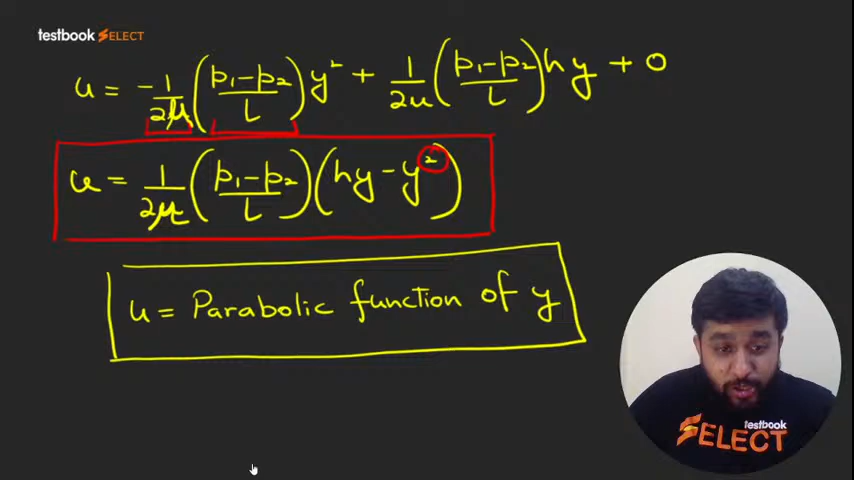 testbook SELECT
u = -1/2μ (p₁-p₂/L) y² + 1/2μ (p₁-p₂/L) hy + 0
u = 1/2μ (p₁-p₂/L) (hy - y²)
u = Parabolic function of y
testbook
SELECT